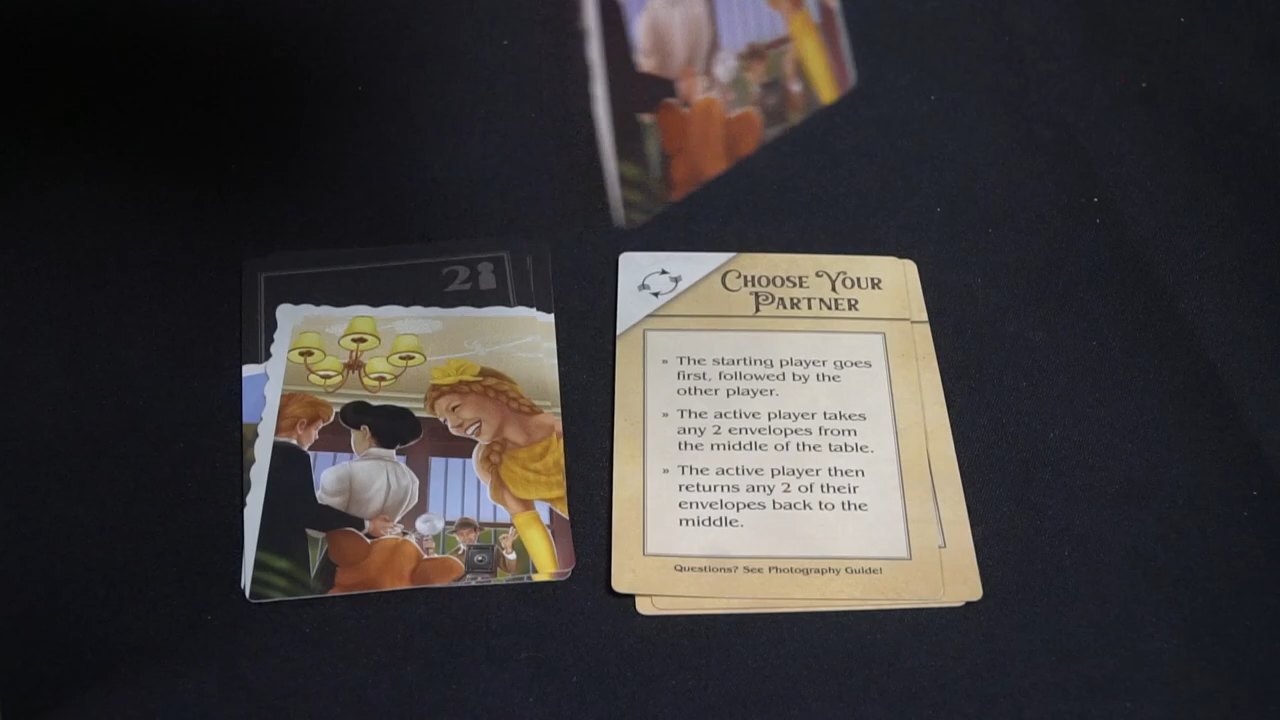 2
CHOOSE YOUR
PARTNER
» The starting player goes
first, followed by the
other player.
» The active player takes
any 2 envelopes from
the middle of the table.
» The active player then
returns any 2 of their
envelopes back to the
middle.
Questions? See Photography Guide!